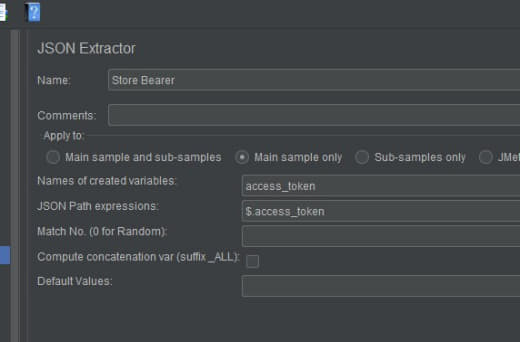 JSON Extractor
Name: Store Bearer
Comments:
Apply to:
Main sample and sub-samples Main sample only Sub-samples only
Names of created variables: access_token
JSON Path expressions: $.access_token
Match No. (0 for Random):
Compute concatenation var (suffix _ALL):
Default Values: